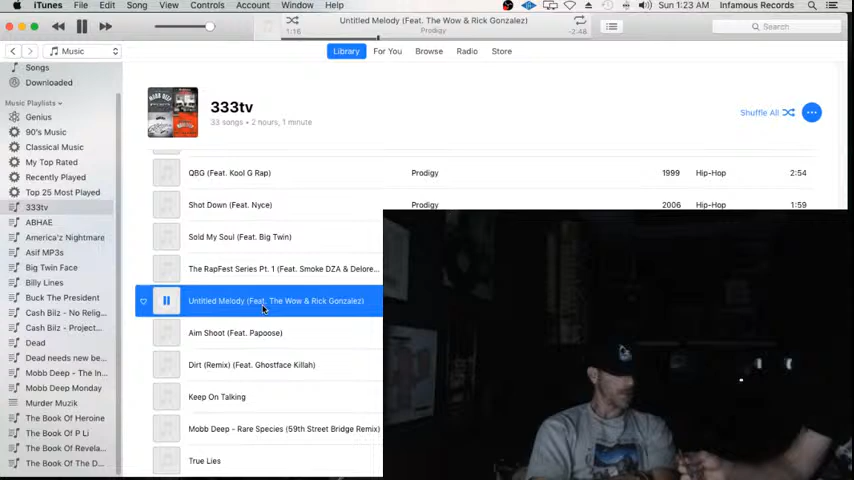 iTunes File Edit Song View Controls Account Window Help Sun 1:23 AM Infamous Records
Untitled Melody (Feat. The Wow & Rick Gonzalez)
1:16 Prodigy -2:48
Search
Music Library For You Browse Radio Store
Songs
Downloaded
Music Playlists
Genius
90's Music
Classical Music
My Top Rated
Recently Played
Top 25 Most Played
333tv
ABHAE
America'z Nightmare
Asif MP3s
Big Twin Face
Billy Lines
Buck The President
Cash Bilz - No Relig...
Cash Bilz - Project...
Dead
Dead needs new be...
Mobb Deep - The In...
Mobb Deep Monday
Murder Muzik
The Book Of Heroine
The Book Of P Li
The Book Of Revela...
The Book Of The D...
333tv
33 songs • 2 hours, 1 minute
Shuffle All
QBG (Feat. Kool G Rap) Prodigy 1999 Hip-Hop 2:54
Shot Down (Feat. Nyce) Prodigy 2006 Hip-Hop 1:59
Sold My Soul (Feat. Big Twin)
The RapFest Series Pt. 1 (Feat. Smoke DZA & Delore...
Untitled Melody (Feat. The Wow & Rick Gonzalez)
Aim Shoot (Feat. Papoose)
Dirt (Remix) (Feat. Ghostface Killah)
Keep On Talking
Mobb Deep - Rare Species (59th Street Bridge Remix)
True Lies